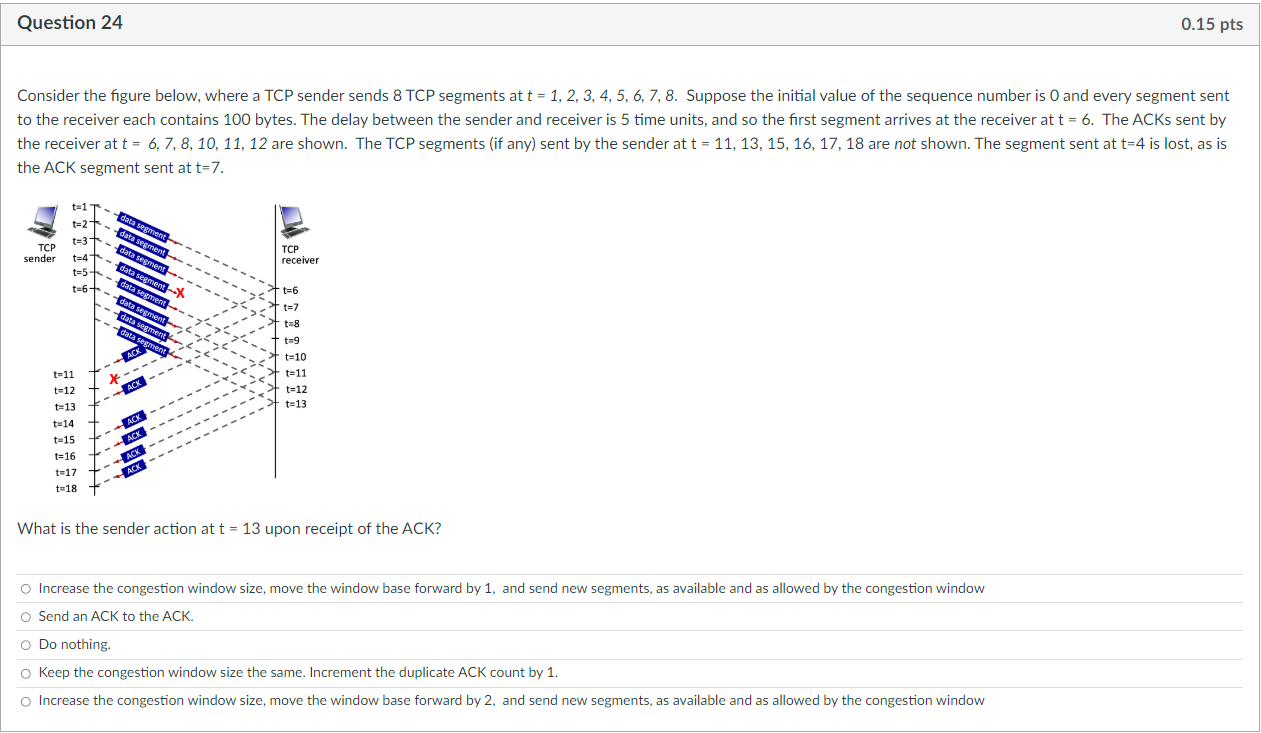 Question 24
0.15 pts
Consider the figure below, where a TCP sender sends 8 TCP segments at t = 1, 2, 3, 4, 5, 6, 7, 8. Suppose the initial value of the sequence number is 0 and every segment sent
to the receiver each contains 100 bytes. The delay between the sender and receiver is 5 time units, and so the first segment arrives at the receiver at t = 6. The ACKs sent by
the receiver at t = 6, 7, 8, 10, 11, 12 are shown. The TCP segments (if any) sent by the sender at t = 11, 13, 15, 16, 17, 18 are not shown. The segment sent at t=4 is lost, as is
the ACK segment sent at t=7.
TCP
sender
t=1
t=2
t=3
t=4
t=5
t=6
data segment
data segment
data segment
data segment
data segment
data segment
data segment
data segment
X
TCP
receiver
t=6
t=7
t=8
t=9
t=10
t=11
t=12
t=13
ACK
X
ACK
ACK
ACK
ACK
ACK
t=11
t=12
t=13
t=14
t=15
t=16
t=17
t=18
What is the sender action at t = 13 upon receipt of the ACK?
Increase the congestion window size, move the window base forward by 1, and send new segments, as available and as allowed by the congestion window
Send an ACK to the ACK.
Do nothing.
Keep the congestion window size the same. Increment the duplicate ACK count by 1.
Increase the congestion window size, move the window base forward by 2, and send new segments, as available and as allowed by the congestion window